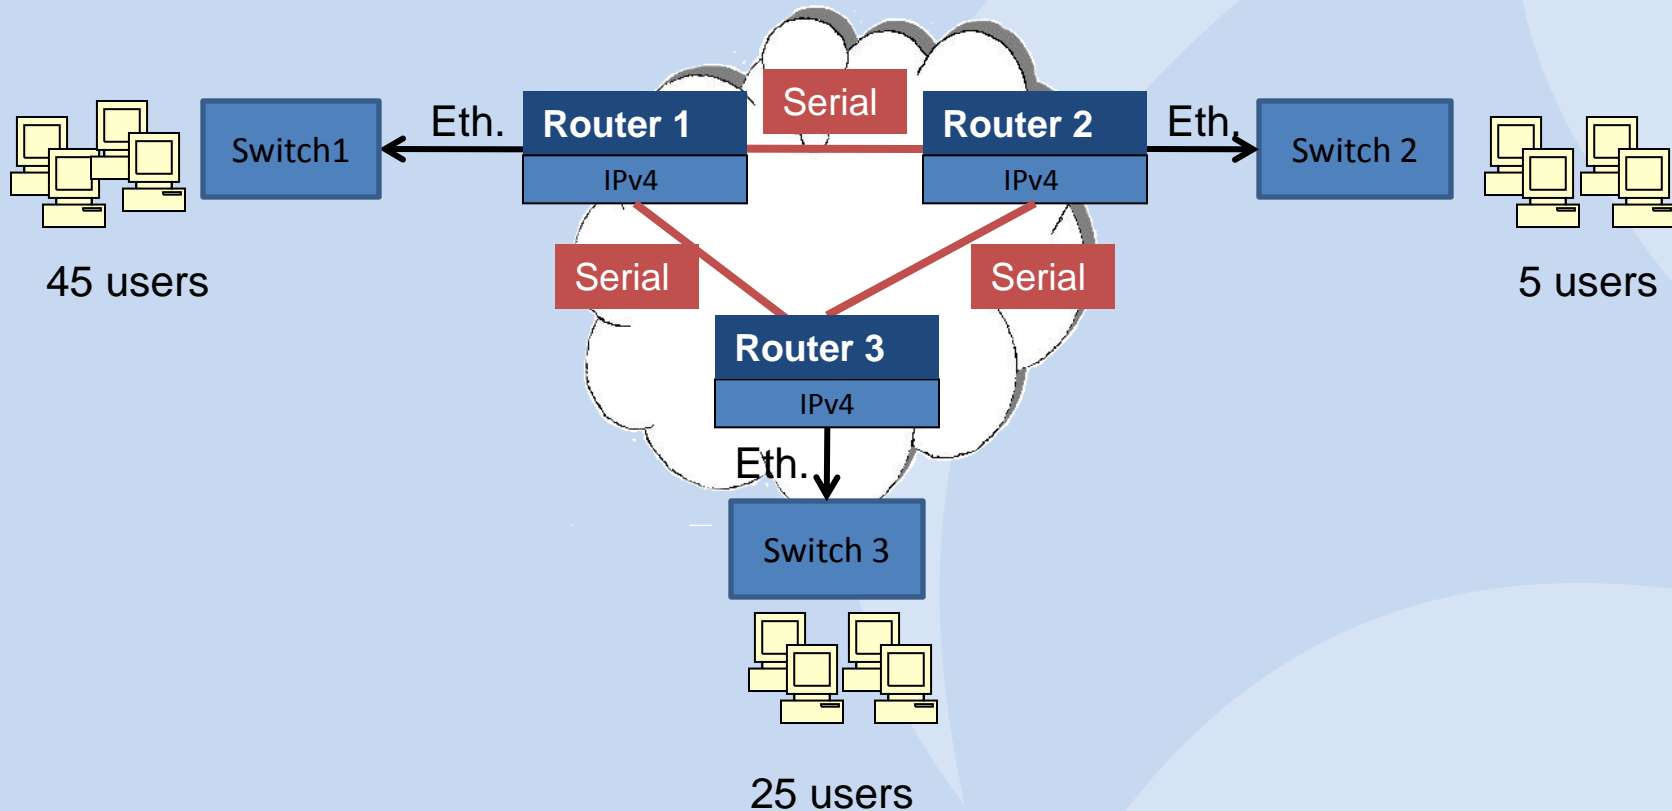 Serial
Eth.
Router 1
Router 2
Eth.
Switch1
IPv4
IPv4
Switch 2
45 users
Serial
Serial
5 users
Router 3
IPv4
Eth.
Switch 3
25 users